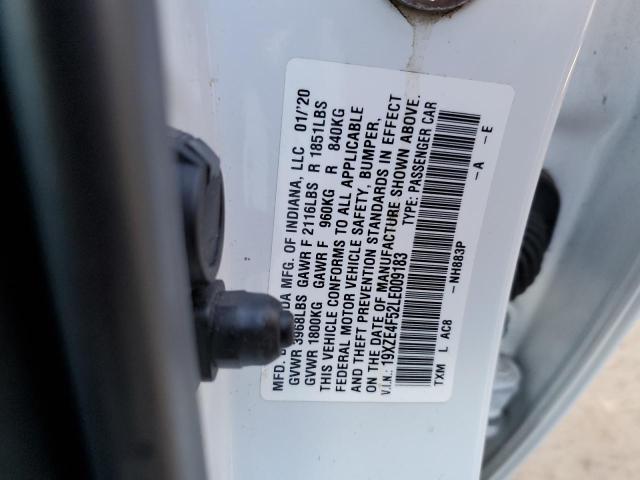 MFD. DA MFG. OF INDIANA, LLC 01/'20
GVWR 3968LBS GAWR F 2116LBS R 1851LBS
GVWR 1800KG GAWR F 960KG R 840KG
THIS VEHICLE CONFORMS TO ALL APPLICABLE
FEDERAL MOTOR VEHICLE SAFETY, BUMPER,
AND THEFT PREVENTION STANDARDS IN EFFECT
ON THE DATE OF MANUFACTURE SHOWN ABOVE.
V.I.N.: 19XZE4F52LE009183 TYPE: PASSENGER CAR
-NH883P -A -E
TXM L AC8